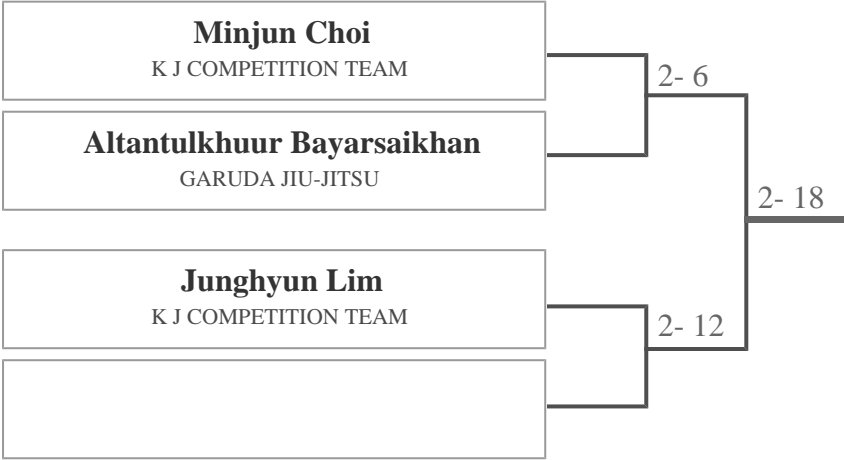 Minjun Choi
K J COMPETITION TEAM
2- 6
Altantulkhuur Bayarsaikhan
GARUDA JIU-JITSU
2- 18
Junghyun Lim
K J COMPETITION TEAM
2- 12